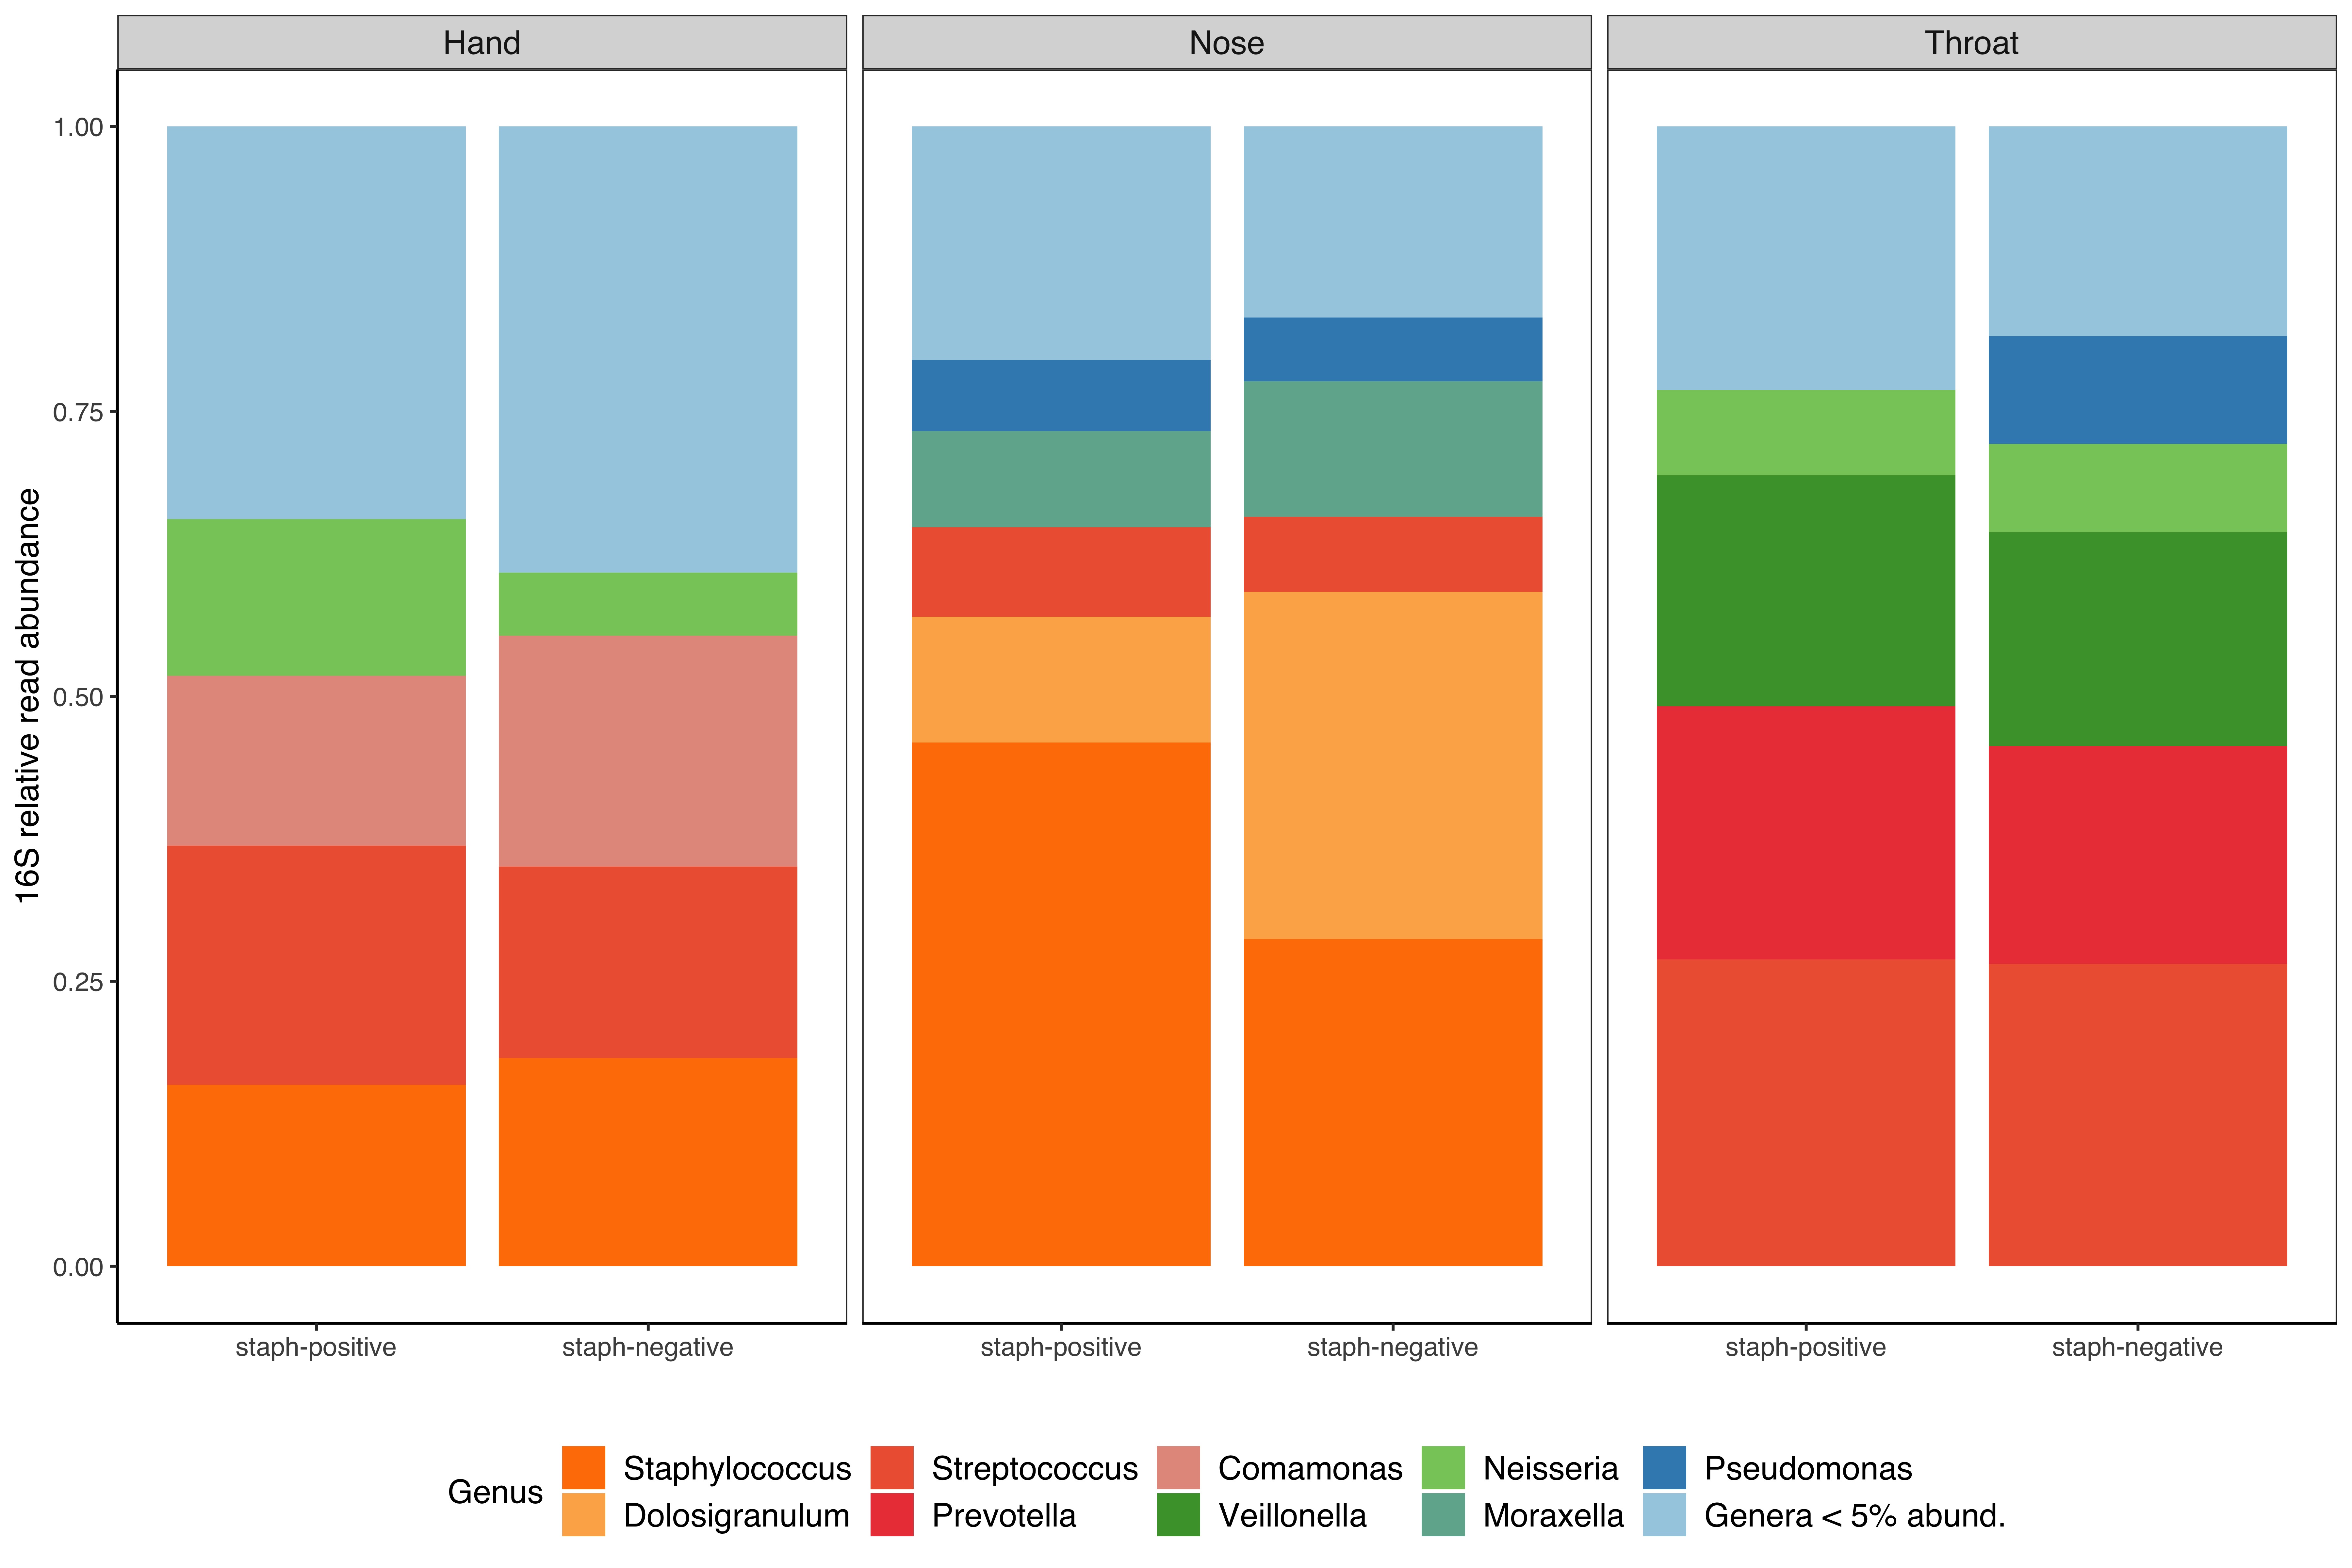 Hand
Nose
Throat
16S relative read abundance
1.00
0.75
0.50
0.25
0.00
staph-positive
staph-negative
staph-positive
staph-negative
staph-positive
staph-negative
Genus
Staphylococcus
Streptococcus
Comamonas
Neisseria
Pseudomonas
Dolosigranulum
Prevotella
Veillonella
Moraxella
Genera < 5% abund.